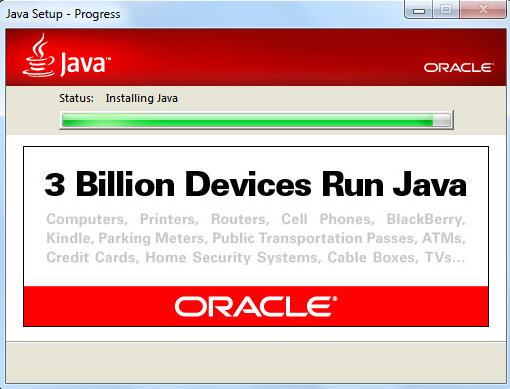 Java Setup - Progress
Java™
ORACLE®
Status: Installing Java
3 Billion Devices Run Java
Computers, Printers, Routers, Cell Phones, BlackBerry,
Kindle, Parking Meters, Public Transportation Passes, ATMs,
Credit Cards, Home Security Systems, Cable Boxes, TVs...
ORACLE®